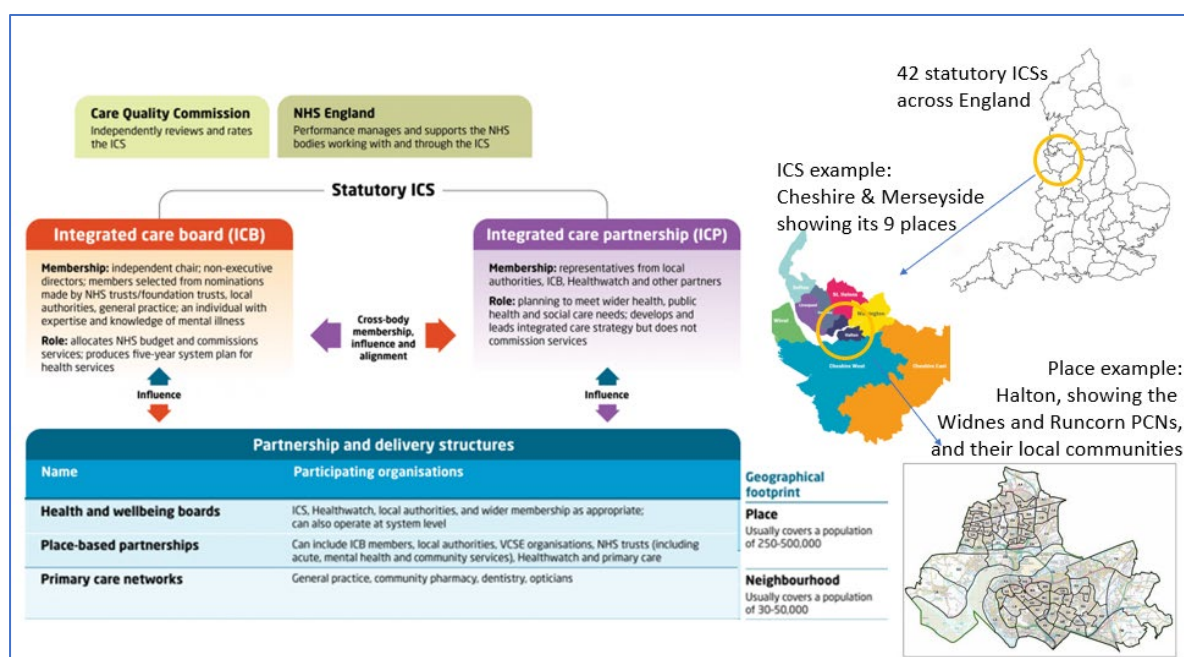 Care Quality Commission
Independently reviews and rates
the ICS
NHS England
Performance manages and supports the NHS
bodies working with and through the ICS
Statutory ICS
Integrated care board (ICB)
Membership: independent chair; non-executive
directors; members selected from nominations
made by NHS trusts/foundation trusts, local
authorities, general practice; an individual with
expertise and knowledge of mental illness
Role: allocates NHS budget and commissions
services; produces five-year system plan for
health services
Cross-body
membership,
influence and
alignment
Integrated care partnership (ICP)
Membership: representatives from local
authorities, ICB, Healthwatch and other partners
Role: planning to meet wider health, public
health and social care needs; develops and
leads integrated care strategy but does not
commission services
Influence
Influence
Partnership and delivery structures
Name
Participating organisations
Health and wellbeing boards
ICS, Healthwatch, local authorities, and wider membership as appropriate;
can also operate at system level
Place-based partnerships
Can include ICB members, local authorities, VCSE organisations, NHS trusts (including
acute, mental health and community services), Healthwatch and primary care
Primary care networks
General practice, community pharmacy, dentistry, opticians
Geographical
footprint
Place
Usually covers a population
of 250-500,000
Neighbourhood
Usually covers a population
of 30-50,000
42 statutory ICSs
across England
ICS example:
Cheshire & Merseyside
showing its 9 places
Sefton
Liverpool
St. Helens
Wirral
Halton
Cheshire West
Cheshire East
Place example:
Halton, showing the
Widnes and Runcorn PCNs,
and their local communities